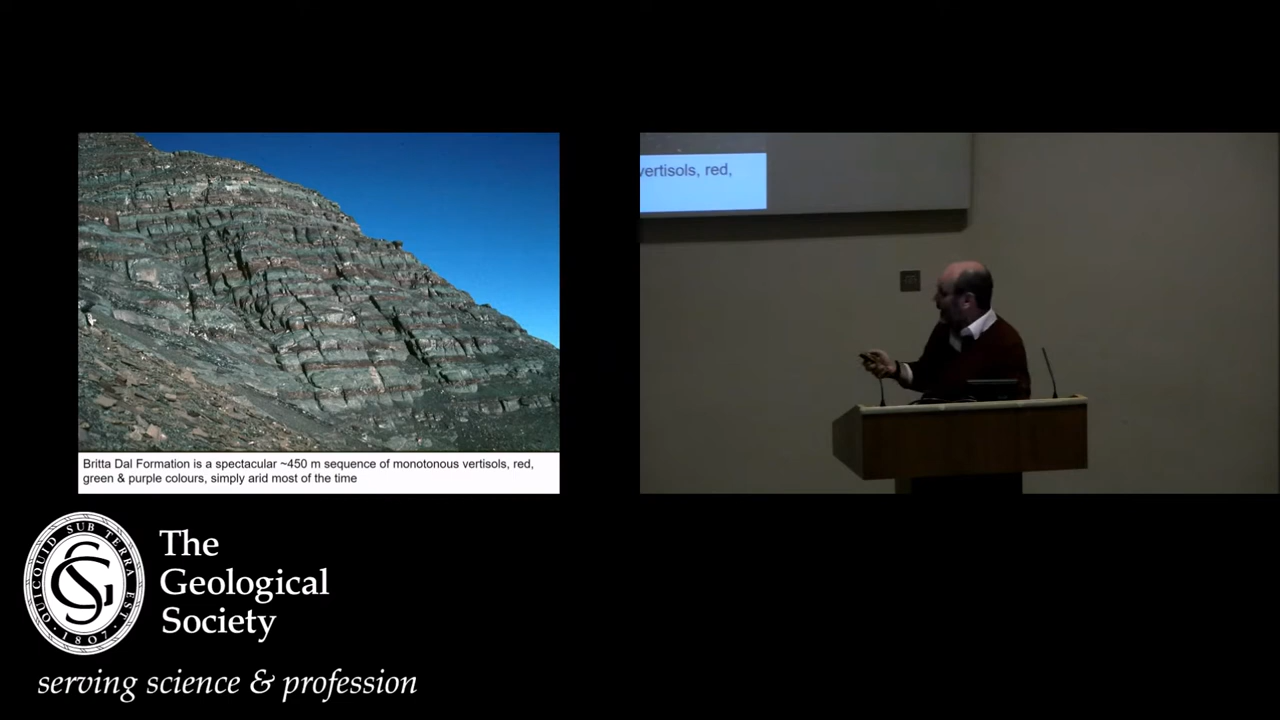 vertisols, red,
Britta Dal Formation is a spectacular ~450 m sequence of monotonous vertisols, red,
green & purple colours, simply arid most of the time
QUICQUID SUB TERRA EST
GS
· 1807 ·
The
Geological
Society
serving science & profession